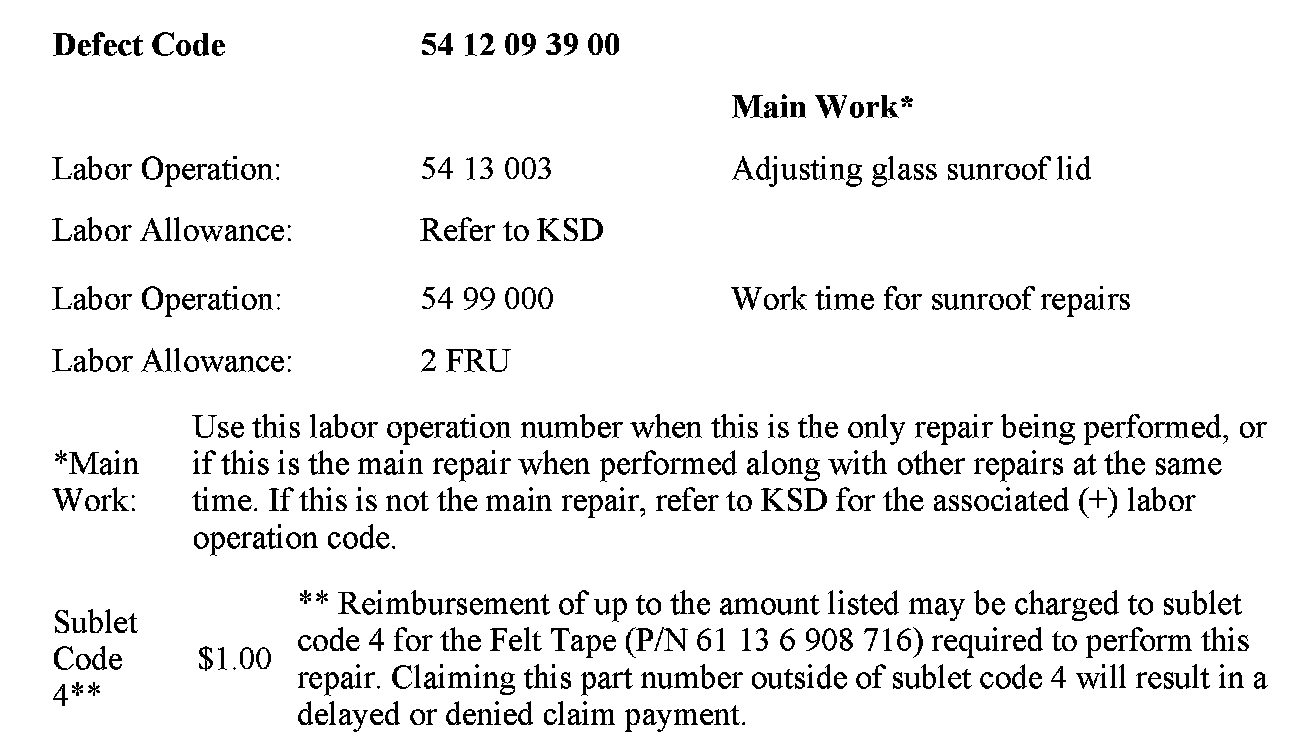 Defect Code 54 12 09 39 00
Main Work*
Labor Operation: 54 13 003 Adjusting glass sunroof lid
Labor Allowance: Refer to KSD
Labor Operation: 54 99 000 Work time for sunroof repairs
Labor Allowance: 2 FRU
*Main Work:
Use this labor operation number when this is the only repair being performed, or
if this is the main repair when performed along with other repairs at the same
time. If this is not the main repair, refer to KSD for the associated (+) labor
operation code.
Sublet
Code
4**
$1.00
** Reimbursement of up to the amount listed may be charged to sublet
code 4 for the Felt Tape (P/N 61 13 6 908 716) required to perform this
repair. Claiming this part number outside of sublet code 4 will result in a
delayed or denied claim payment.